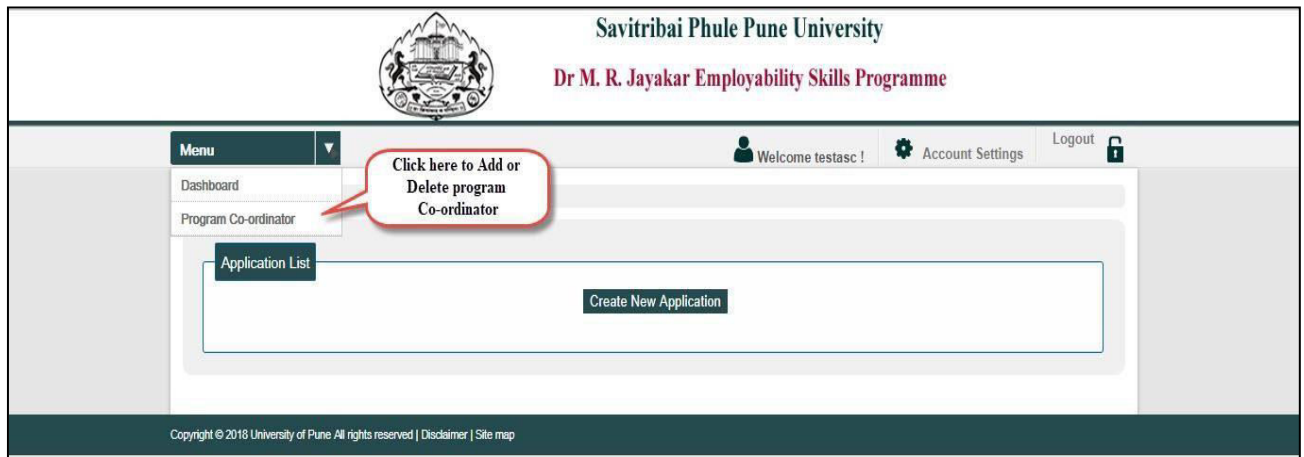 Savitribai Phule Pune University
Dr M. R. Jayakar Employability Skills Programme
Menu
Welcome testasc !
Account Settings
Logout
Dashboard
Program Co-ordinator
Click here to Add or
Delete program
Co-ordinator
Application List
Create New Application
Copyright © 2018 University of Pune All rights reserved | Disclaimer | Site map